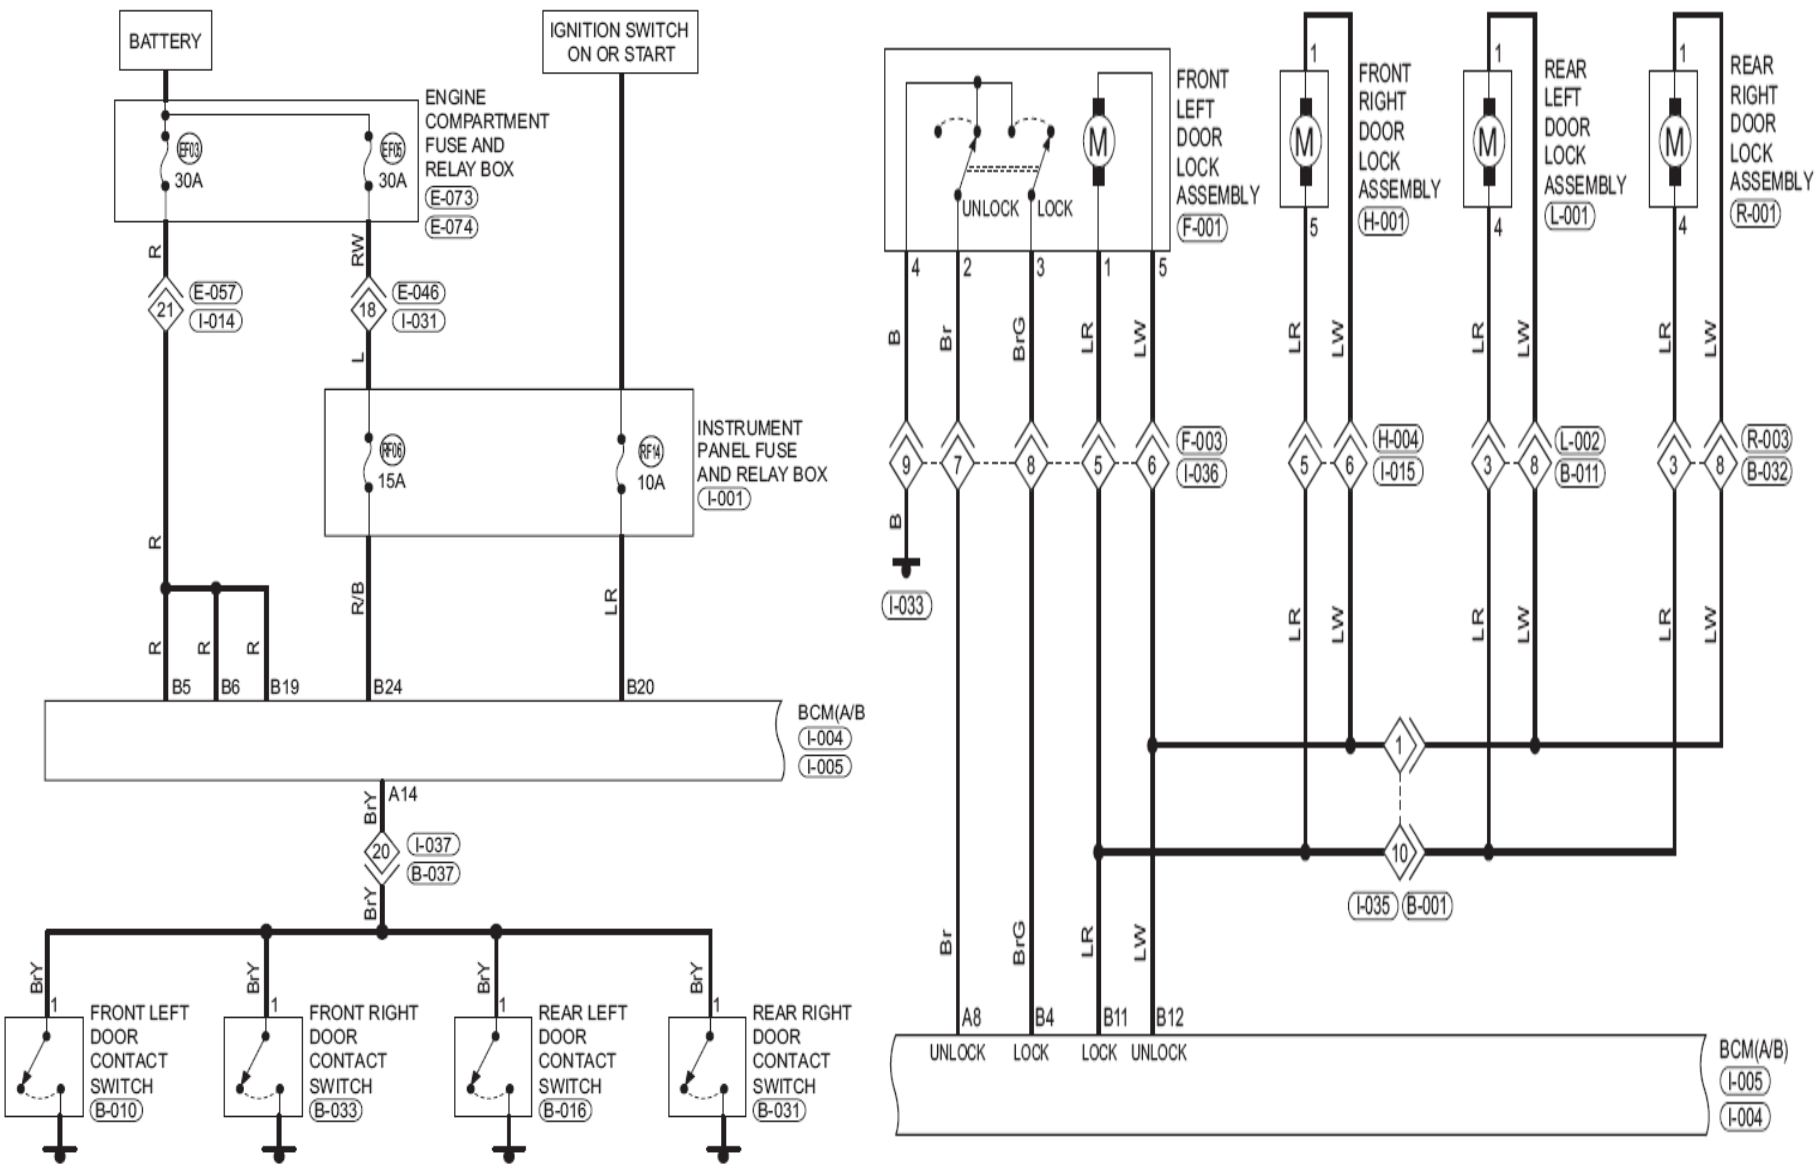 BATTERY
IGNITION SWITCH
ON OR START
ENGINE
COMPARTMENT
FUSE AND
RELAY BOX
E-073
E-074
EF03
30A
EF05
30A
R
RW
21
E-057
I-014
18
E-046
I-031
L
INSTRUMENT
PANEL FUSE
AND RELAY BOX
I-001
RF06
15A
RF14
10A
R
R/B
LR
R
R
R
B5
B6
B19
B24
B20
BCM(A/B
I-004
I-005
BrY
A14
20
I-037
B-037
BrY
BrY
1
FRONT LEFT
DOOR
CONTACT
SWITCH
B-010
BrY
1
FRONT RIGHT
DOOR
CONTACT
SWITCH
B-033
BrY
1
REAR LEFT
DOOR
CONTACT
SWITCH
B-016
BrY
1
REAR RIGHT
DOOR
CONTACT
SWITCH
B-031
M
UNLOCK
LOCK
FRONT
LEFT
DOOR
LOCK
ASSEMBLY
F-001
1
M
5
FRONT
RIGHT
DOOR
LOCK
ASSEMBLY
H-001
1
M
4
REAR
LEFT
DOOR
LOCK
ASSEMBLY
L-001
1
M
4
REAR
RIGHT
DOOR
LOCK
ASSEMBLY
R-001
4
2
3
1
5
B
Br
BrG
LR
LW
LR
LW
LR
LW
LR
LW
9
7
8
5
6
F-003
I-036
5
6
H-004
I-015
3
8
L-002
B-011
3
8
R-003
B-032
B
I-033
LR
LW
LR
LW
LR
LW
1
10
I-035
B-001
Br
BrG
LR
LW
A8
B4
B11
B12
UNLOCK
LOCK
LOCK
UNLOCK
BCM(A/B)
I-005
I-004